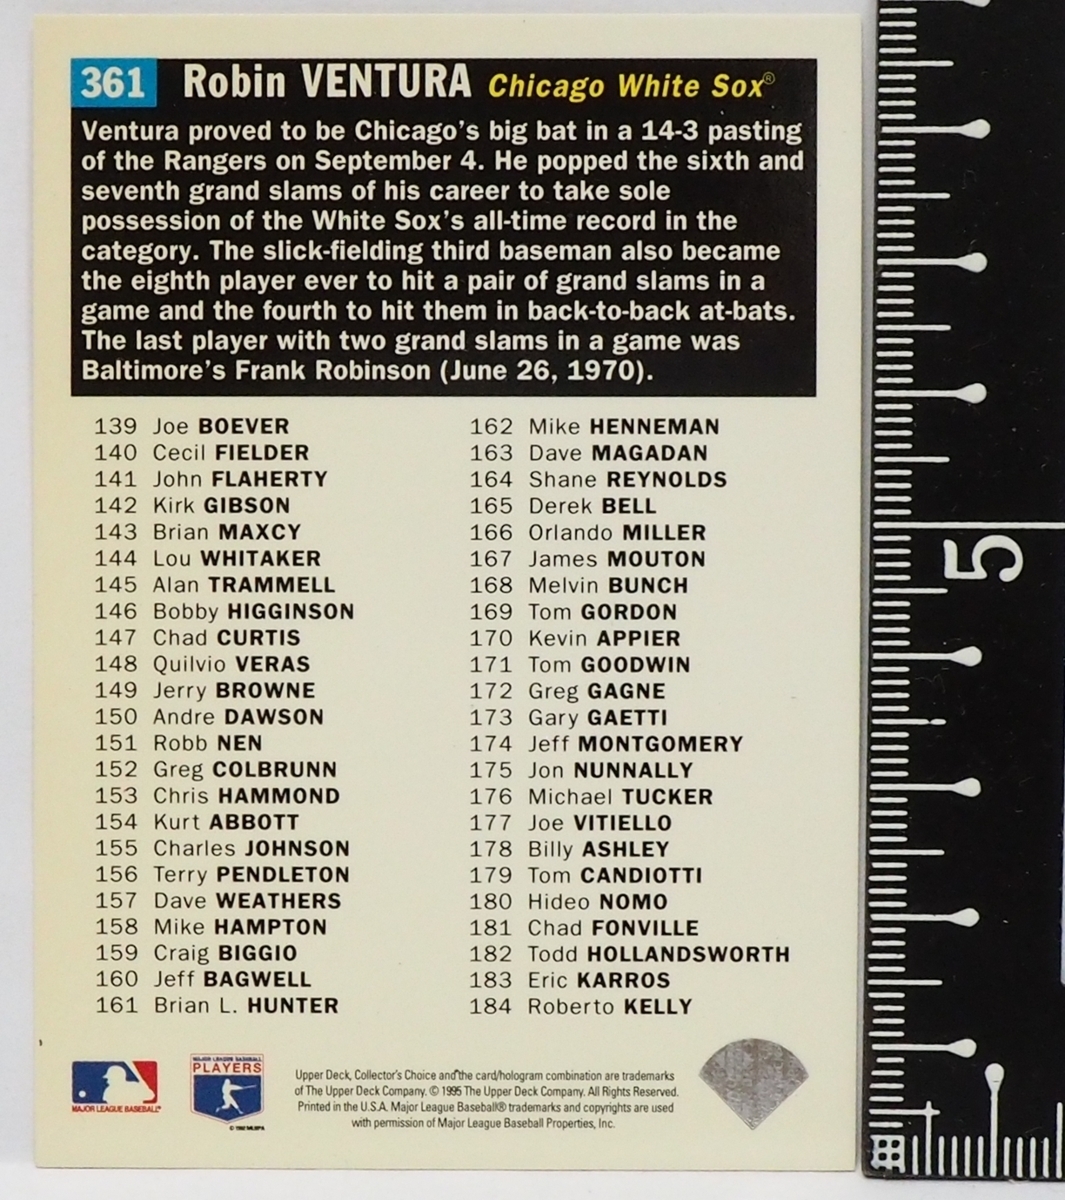 361 Robin VENTURA Chicago White Sox®
Ventura proved to be Chicago's big bat in a 14-3 pasting
of the Rangers on September 4. He popped the sixth and
seventh grand slams of his career to take sole
possession of the White Sox's all-time record in the
category. The slick-fielding third baseman also became
the eighth player ever to hit a pair of grand slams in a
game and the fourth to hit them in back-to-back at-bats.
The last player with two grand slams in a game was
Baltimore's Frank Robinson (June 26, 1970).
139 Joe BOEVER
140 Cecil FIELDER
141 John FLAHERTY
142 Kirk GIBSON
143 Brian MAXCY
144 Lou WHITAKER
145 Alan TRAMMELL
146 Bobby HIGGINSON
147 Chad CURTIS
148 Quilvio VERAS
149 Jerry BROWNE
150 Andre DAWSON
151 Robb NEN
152 Greg COLBRUNN
153 Chris HAMMOND
154 Kurt ABBOTT
155 Charles JOHNSON
156 Terry PENDLETON
157 Dave WEATHERS
158 Mike HAMPTON
159 Craig BIGGIO
160 Jeff BAGWELL
161 Brian L. HUNTER
162 Mike HENNEMAN
163 Dave MAGADAN
164 Shane REYNOLDS
165 Derek BELL
166 Orlando MILLER
167 James MOUTON
168 Melvin BUNCH
169 Tom GORDON
170 Kevin APPIER
171 Tom GOODWIN
172 Greg GAGNE
173 Gary GAETTI
174 Jeff MONTGOMERY
175 Jon NUNNALLY
176 Michael TUCKER
177 Joe VITIELLO
178 Billy ASHLEY
179 Tom CANDIOTTI
180 Hideo NOMO
181 Chad FONVILLE
182 Todd HOLLANDSWORTH
183 Eric KARROS
184 Roberto KELLY
MAJOR LEAGUE BASEBALL®
MAJOR LEAGUE BASEBALL
PLAYERS
Upper Deck, Collector's Choice and the card/hologram combination are trademarks
of The Upper Deck Company. © 1995 The Upper Deck Company. All Rights Reserved.
Printed in the U.S.A. Major League Baseball® trademarks and copyrights are used
with permission of Major League Baseball Properties, Inc.
5